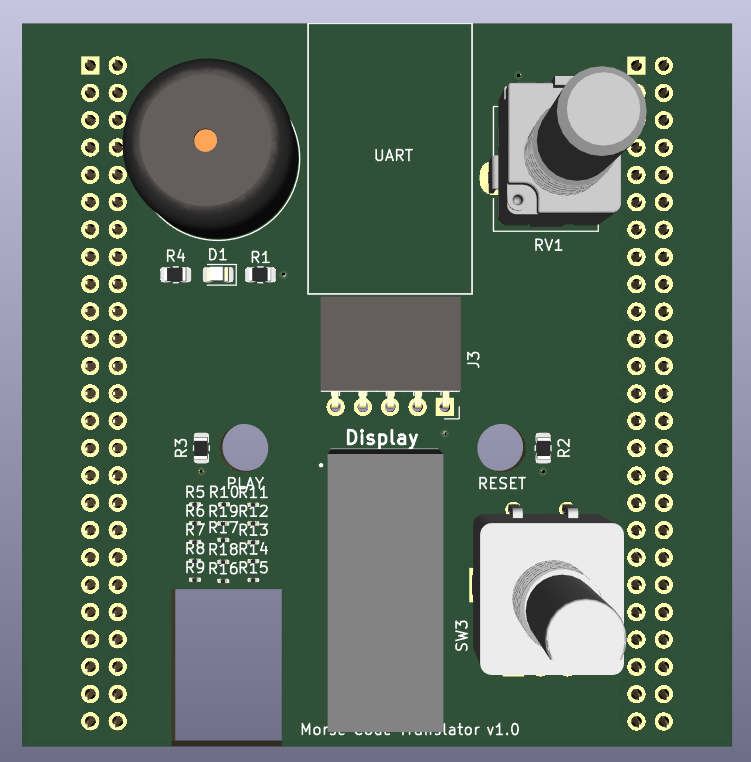 UART
RV1
R4 D1 R1
J3
Display
R3
R2
PLAY
RESET
R5 R10 R11
R6 R19 R12
R7 R17 R13
R8 R18 R14
R9 R16 R15
SW3
Morse Code Translator v1.0